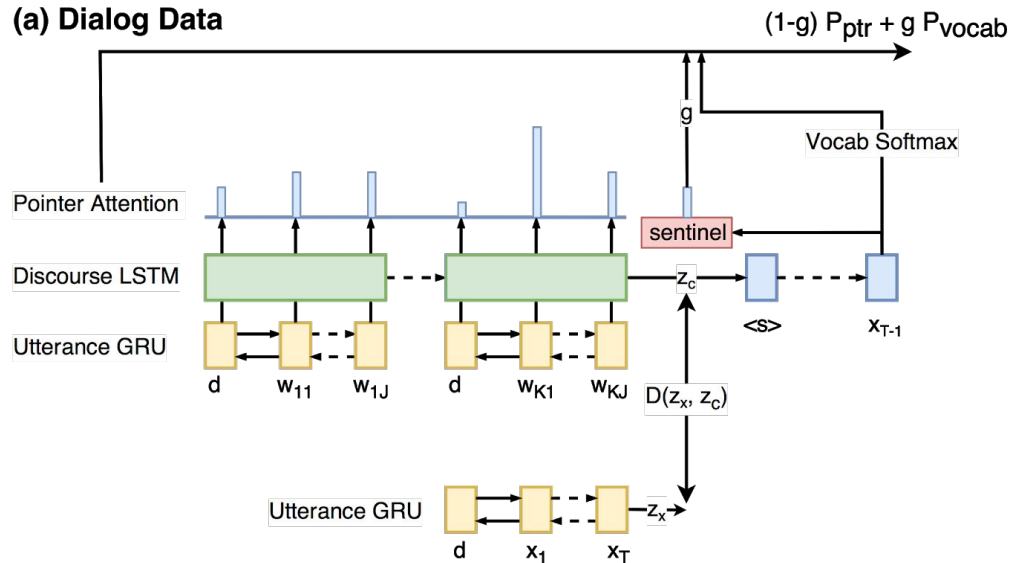 (a) Dialog Data
(1-g) Pptr + g Pvocab
g
Vocab Softmax
Pointer Attention
sentinel
Discourse LSTM
zc
<s>
xT-1
Utterance GRU
d w11 w1J d wK1 wKJ
D(zx, zc)
Utterance GRU
zx
d x1 xT